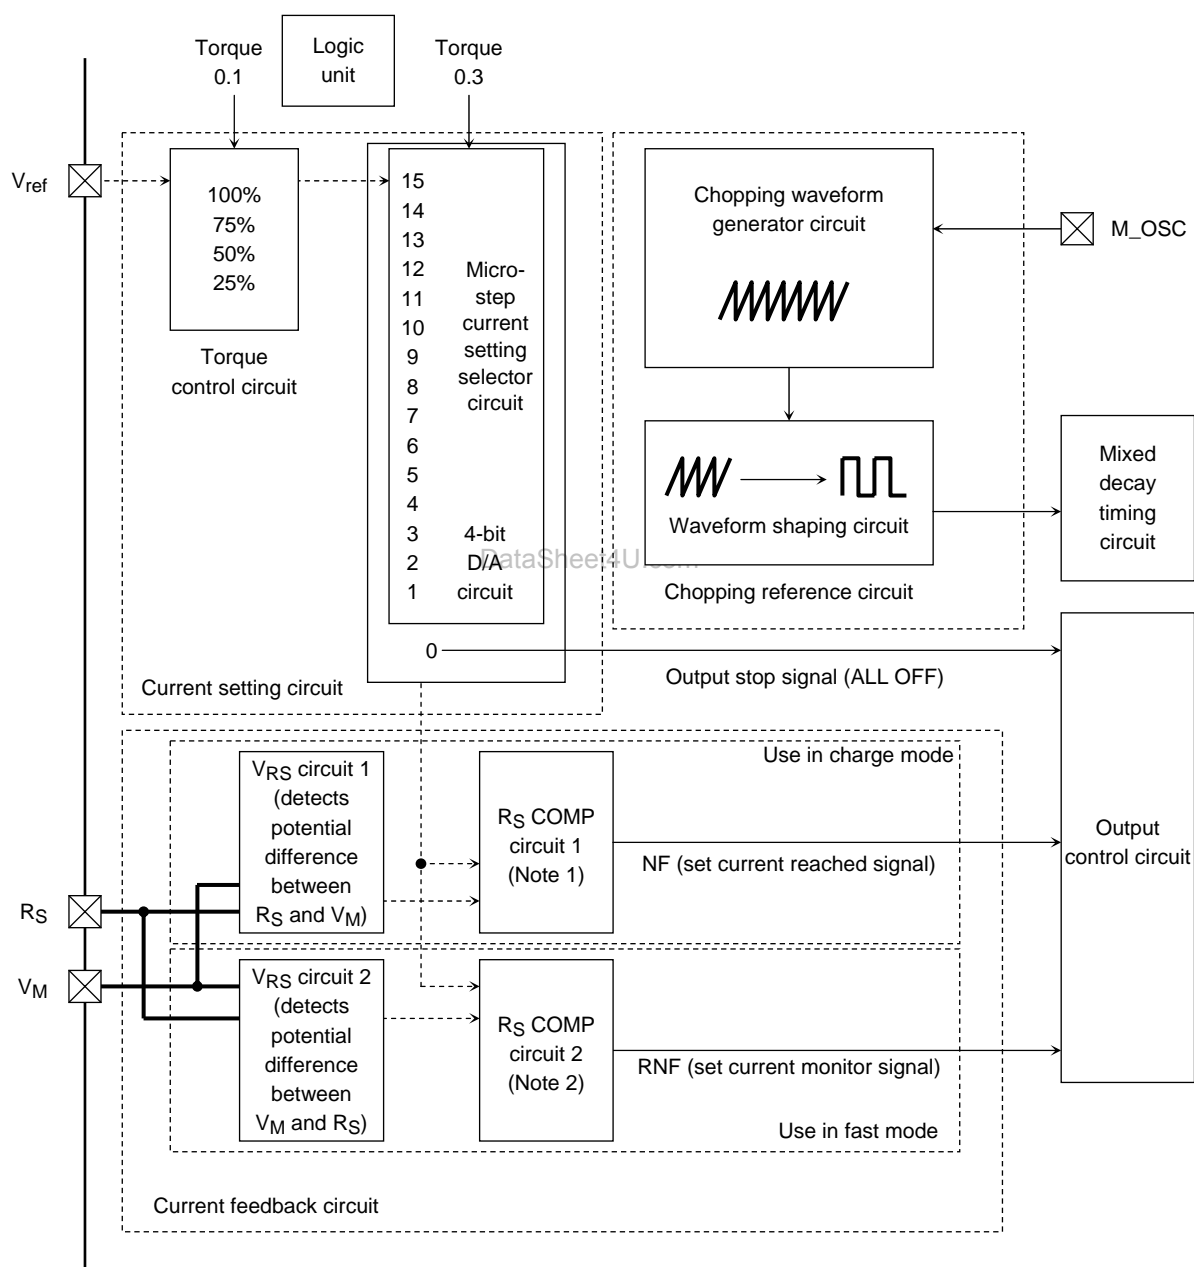 Torque
0.1
Logic
unit
Torque
0.3
Vref
100%
75%
50%
25%
Torque
control circuit
15
14
13
12
11
10
9
8
7
6
5
4
3
2
1
Micro-
step
current
setting
selector
circuit
4-bit
D/A
circuit
0
Current setting circuit
Chopping waveform
generator circuit
M_OSC
Waveform shaping circuit
Chopping reference circuit
DataSheet4U.com
Mixed
decay
timing
circuit
Output stop signal (ALL OFF)
Output
control circuit
Use in charge mode
VRS circuit 1
(detects
potential
difference
between
RS and VM)
RS COMP
circuit 1
(Note 1)
NF (set current reached signal)
RS
VM
VRS circuit 2
(detects
potential
difference
between
VM and RS)
RS COMP
circuit 2
(Note 2)
RNF (set current monitor signal)
Use in fast mode
Current feedback circuit